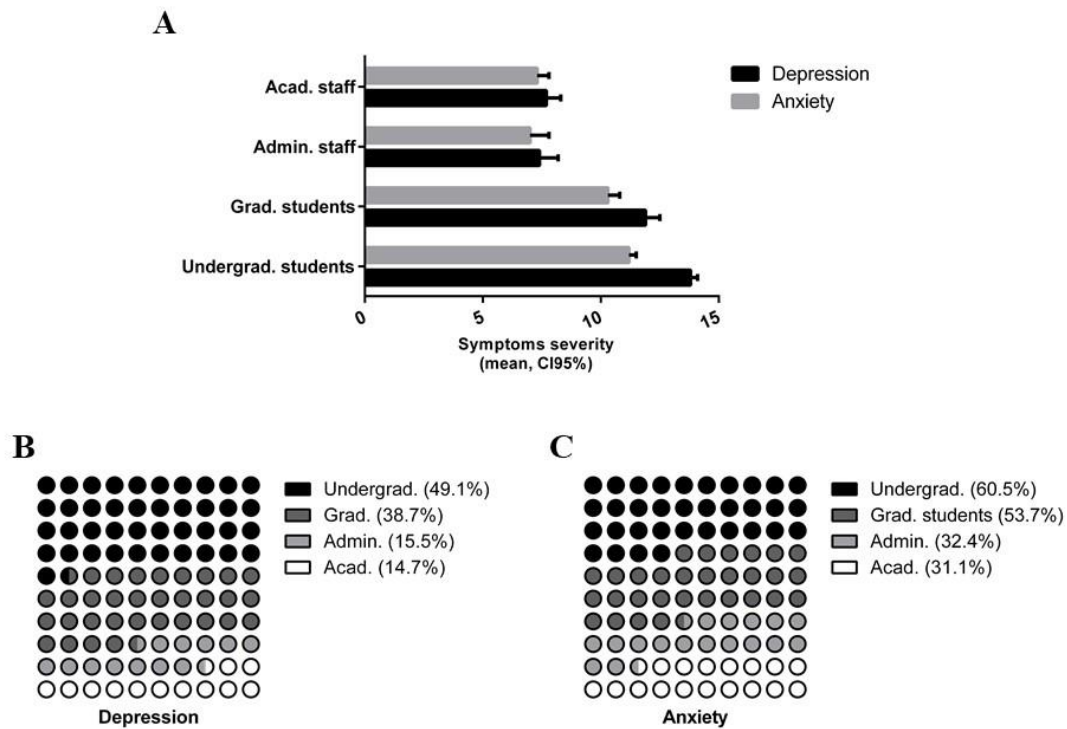 A
Acad. staff
Admin. staff
Grad. students
Undergrad. students
0 5 10 15
Symptoms severity
(mean, CI95%)
Depression
Anxiety
B
Undergrad. (49.1%)
Grad. (38.7%)
Admin. (15.5%)
Acad. (14.7%)
Depression
C
Undergrad. (60.5%)
Grad. students (53.7%)
Admin. (32.4%)
Acad. (31.1%)
Anxiety